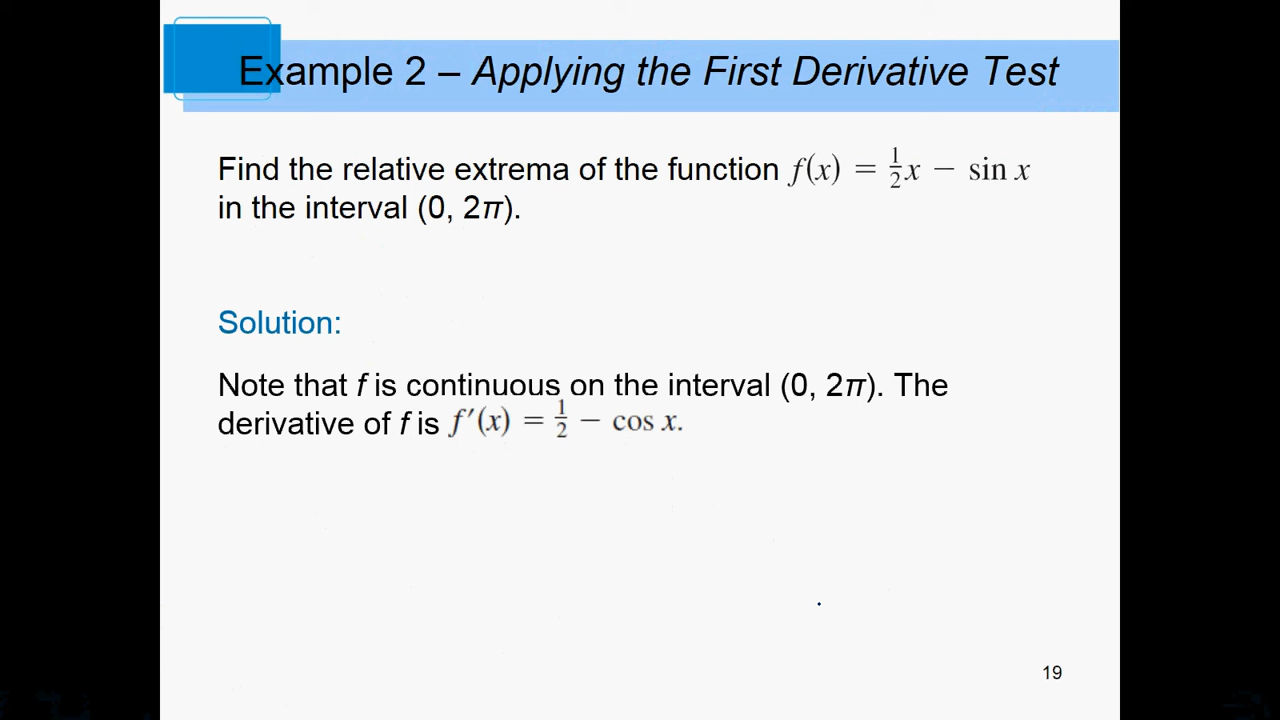 Example 2 – Applying the First Derivative Test
Find the relative extrema of the function f(x) = 1/2 x − sin x
in the interval (0, 2π).
Solution:
Note that f is continuous on the interval (0, 2π). The
derivative of f is f′(x) = 1/2 − cos x.
19